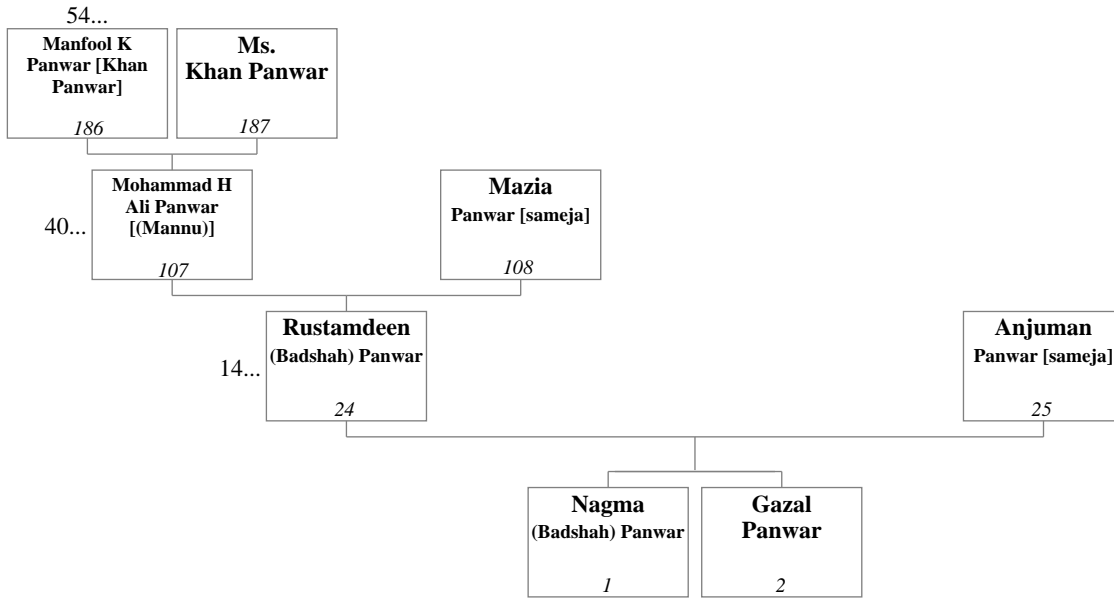 54...
Manfool K
Panwar [Khan
Panwar]
186
Ms.
Khan Panwar
187
40...
Mohammad H
Ali Panwar
[(Mannu)]
107
Mazia
Panwar [sameja]
108
14...
Rustamdeen
(Badshah) Panwar
24
Anjuman
Panwar [sameja]
25
Nagma
(Badshah) Panwar
1
Gazal
Panwar
2